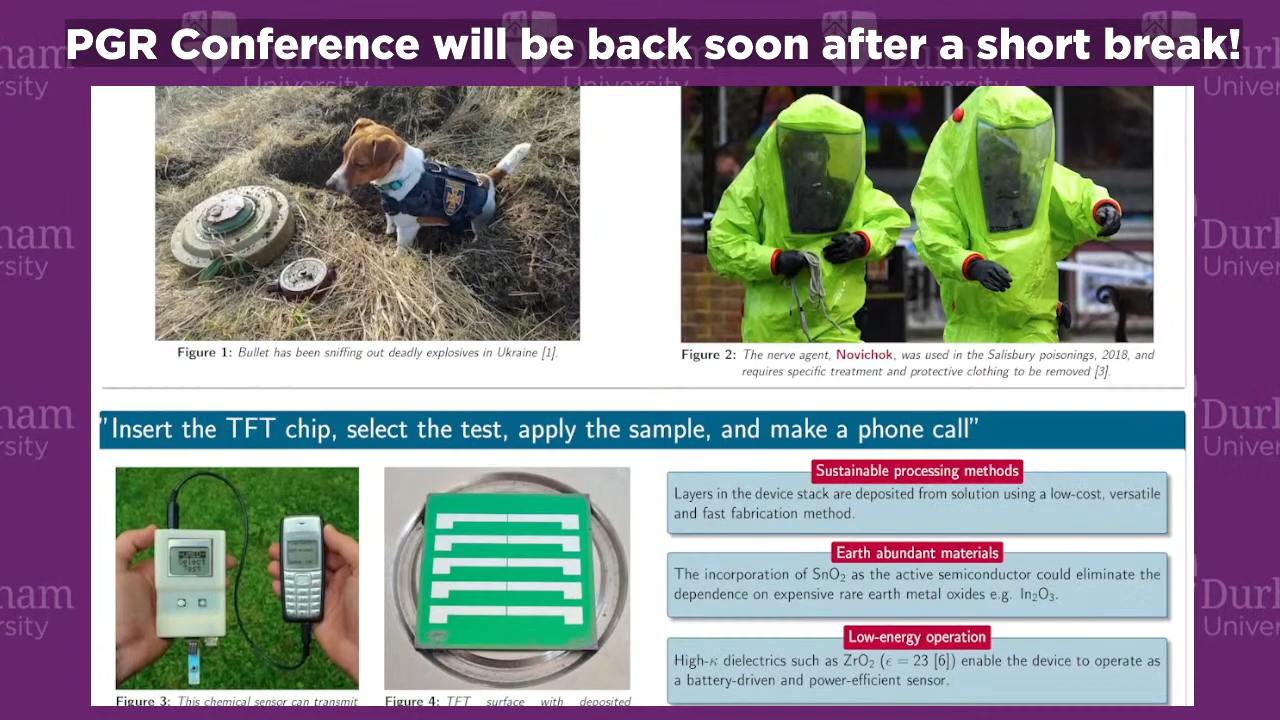 PGR Conference will be back soon after a short break!
Figure 1: Bullet has been sniffing out deadly explosives in Ukraine [1].
Figure 2: The nerve agent, Novichok, was used in the Salisbury poisonings, 2018, and
requires specific treatment and protective clothing to be removed [3].
"Insert the TFT chip, select the test, apply the sample, and make a phone call"
Select
Test
Sustainable processing methods
Layers in the device stack are deposited from solution using a low-cost, versatile
and fast fabrication method.
Earth abundant materials
The incorporation of SnO₂ as the active semiconductor could eliminate the
dependence on expensive rare earth metal oxides e.g. In₂O₃.
Low-energy operation
High-κ dielectrics such as ZrO₂ (ϵ = 23 [6]) enable the device to operate as
a battery-driven and power-efficient sensor.
Figure 3: This chemical sensor can transmit
Figure 4: TFT surface with deposited
Durham
University